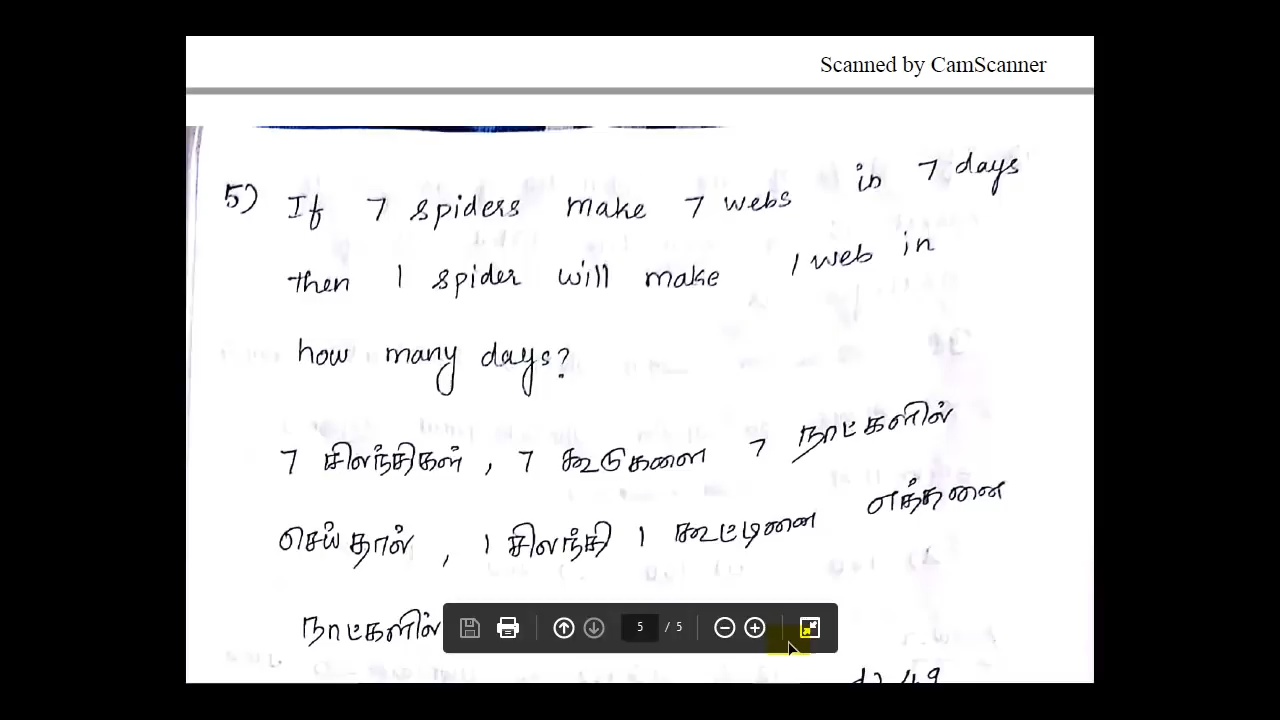 Scanned by CamScanner
5) If 7 spiders make 7 webs in 7 days
then 1 spider will make 1 web in
how many days?
7 சிலந்திகள் , 7 கூடுகளை 7 நாட்களில்
செய்தால் , 1 சிலந்தி 1 கூட்டினை எத்தனை
நாட்களில்
5 / 5
d) 49